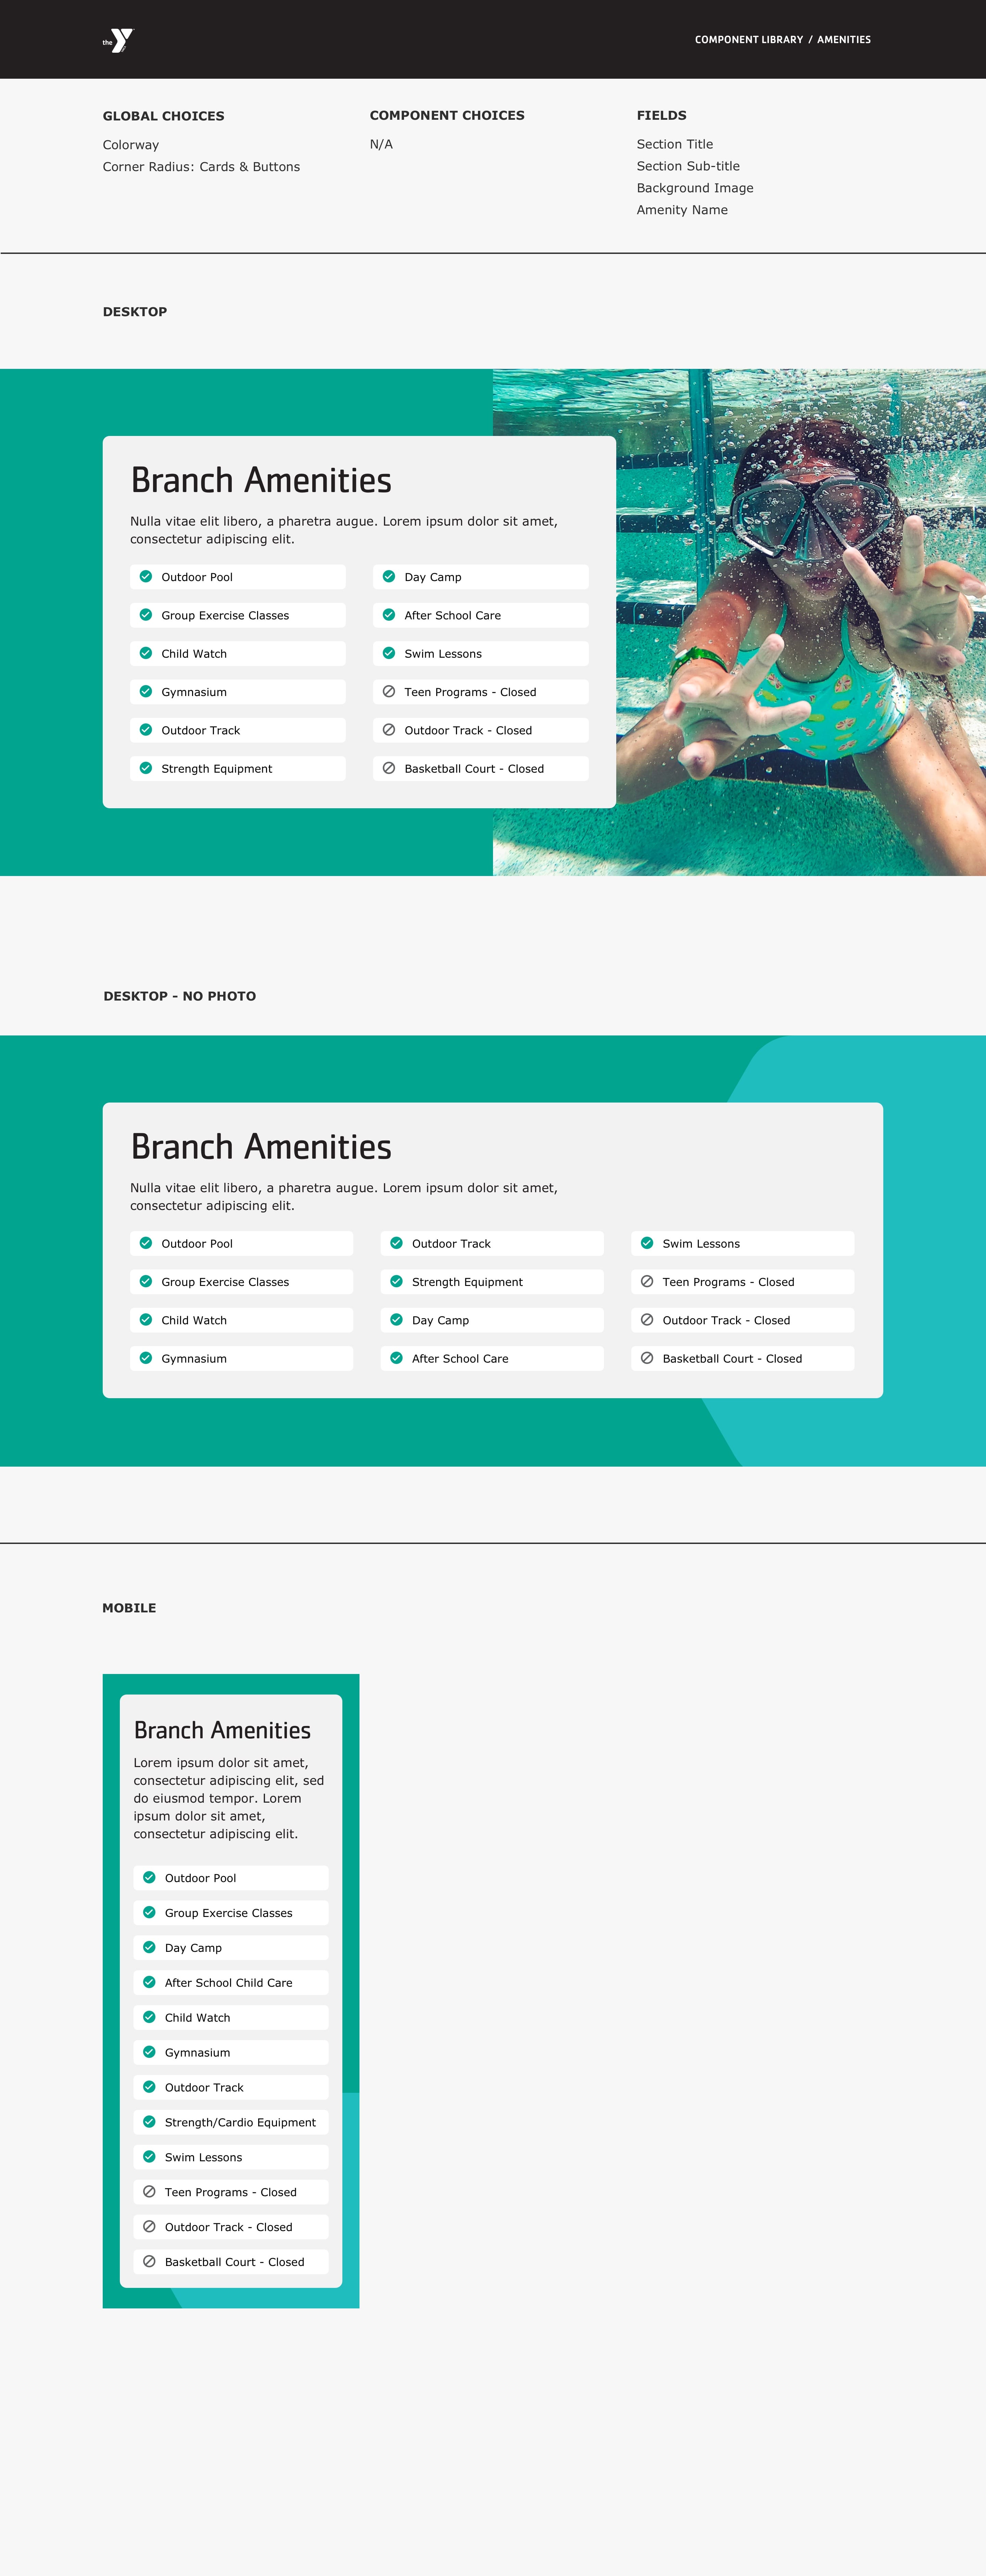 the Y
COMPONENT LIBRARY / AMENITIES
GLOBAL CHOICES
Colorway
Corner Radius: Cards & Buttons
COMPONENT CHOICES
N/A
FIELDS
Section Title
Section Sub-title
Background Image
Amenity Name
DESKTOP
Branch Amenities
Nulla vitae elit libero, a pharetra augue. Lorem ipsum dolor sit amet,
consectetur adipiscing elit.
Outdoor Pool
Group Exercise Classes
Child Watch
Gymnasium
Outdoor Track
Strength Equipment
Day Camp
After School Care
Swim Lessons
Teen Programs - Closed
Outdoor Track - Closed
Basketball Court - Closed
DESKTOP - NO PHOTO
Branch Amenities
Nulla vitae elit libero, a pharetra augue. Lorem ipsum dolor sit amet,
consectetur adipiscing elit.
Outdoor Pool
Group Exercise Classes
Child Watch
Gymnasium
Outdoor Track
Strength Equipment
Day Camp
After School Care
Swim Lessons
Teen Programs - Closed
Outdoor Track - Closed
Basketball Court - Closed
MOBILE
Branch Amenities
Lorem ipsum dolor sit amet,
consectetur adipiscing elit, sed
do eiusmod tempor. Lorem
ipsum dolor sit amet,
consectetur adipiscing elit.
Outdoor Pool
Group Exercise Classes
Day Camp
After School Child Care
Child Watch
Gymnasium
Outdoor Track
Strength/Cardio Equipment
Swim Lessons
Teen Programs - Closed
Outdoor Track - Closed
Basketball Court - Closed